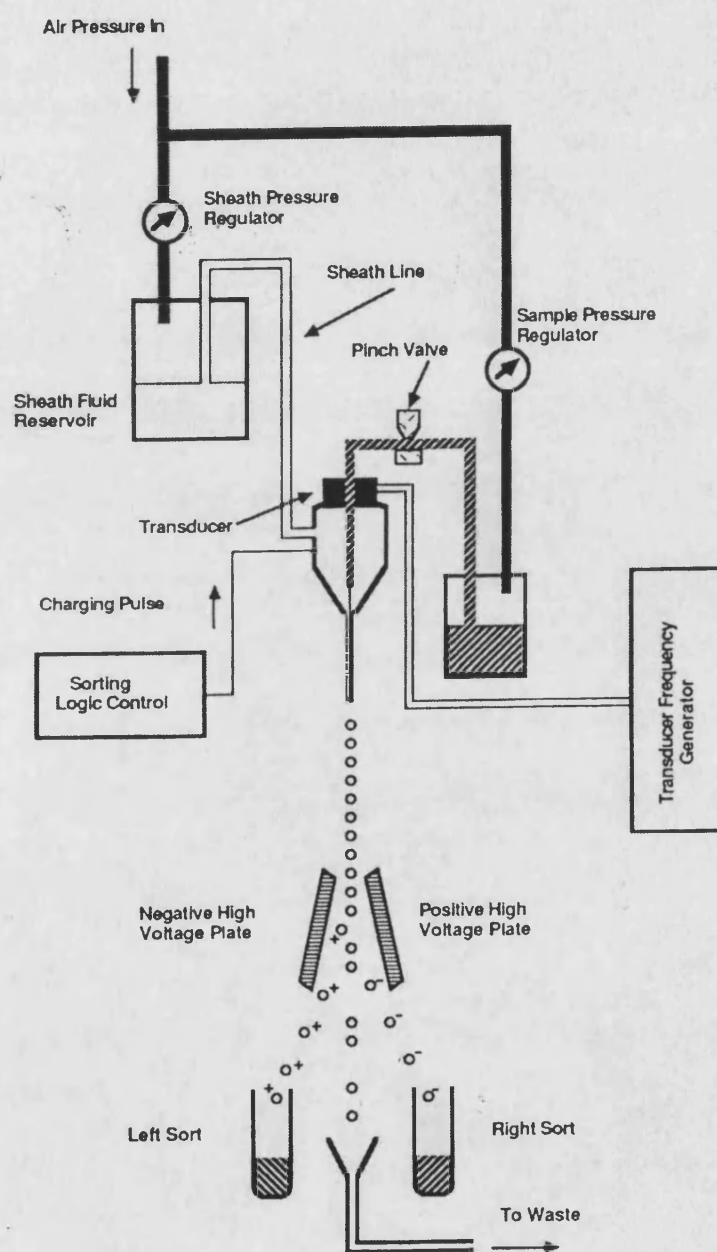 Air Pressure In
Sheath Pressure
Regulator
Sheath Line
Sample Pressure
Regulator
Pinch Valve
Sheath Fluid
Reservoir
Transducer
Charging Pulse
Sorting
Logic Control
Transducer Frequency
Generator
Negative High
Voltage Plate
Positive High
Voltage Plate
+
+
-
+
-
+
-
+
-
Left Sort
Right Sort
To Waste